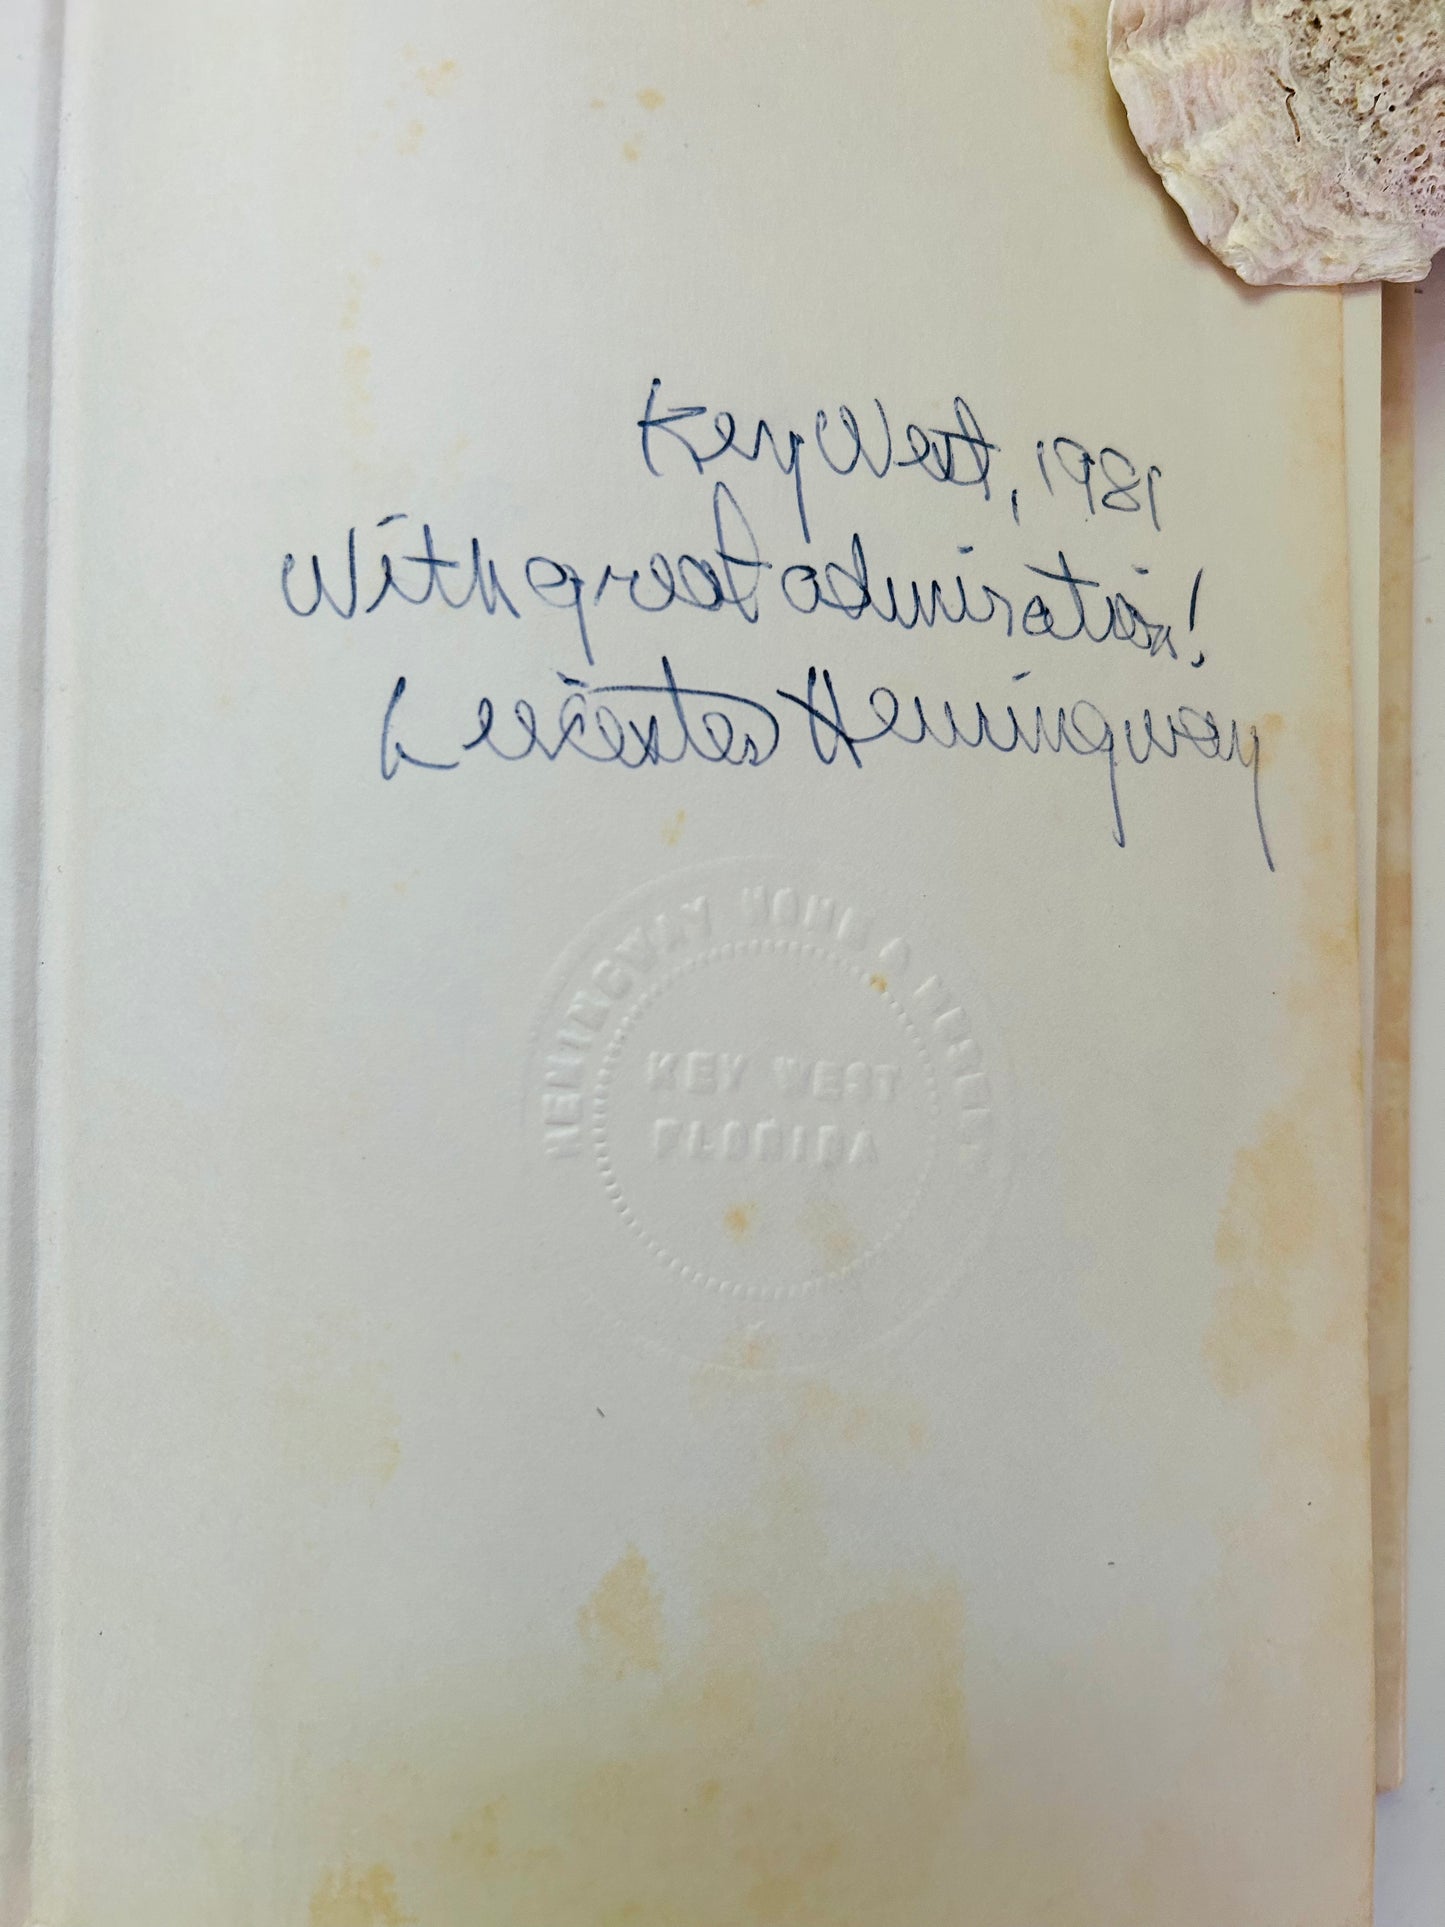 Key West, 1981
With great admiration!
Leicester Hemingway
HEMINGWAY HOME & MUSEUM
KEY WEST
FLORIDA